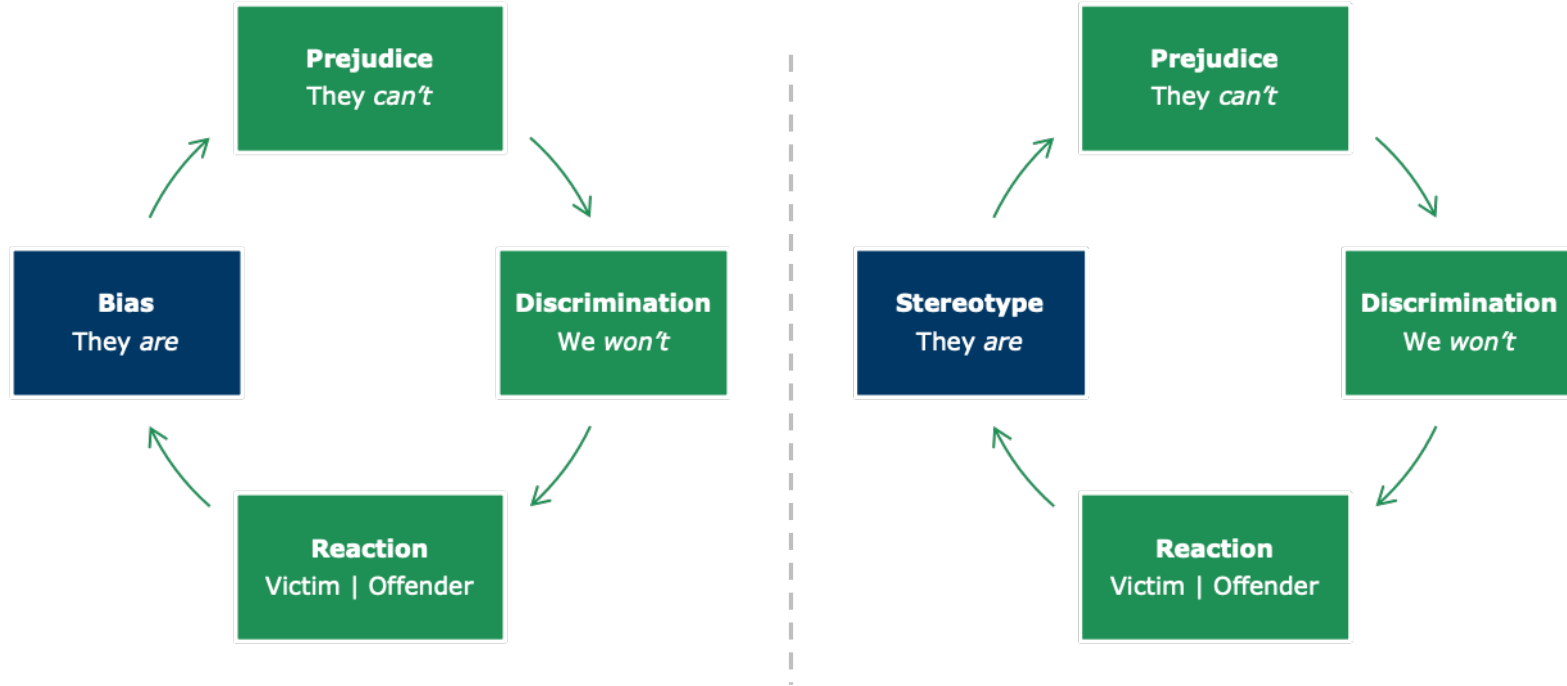 Prejudice
They can't
Bias
They are
Discrimination
We won't
Reaction
Victim | Offender
Prejudice
They can't
Stereotype
They are
Discrimination
We won't
Reaction
Victim | Offender